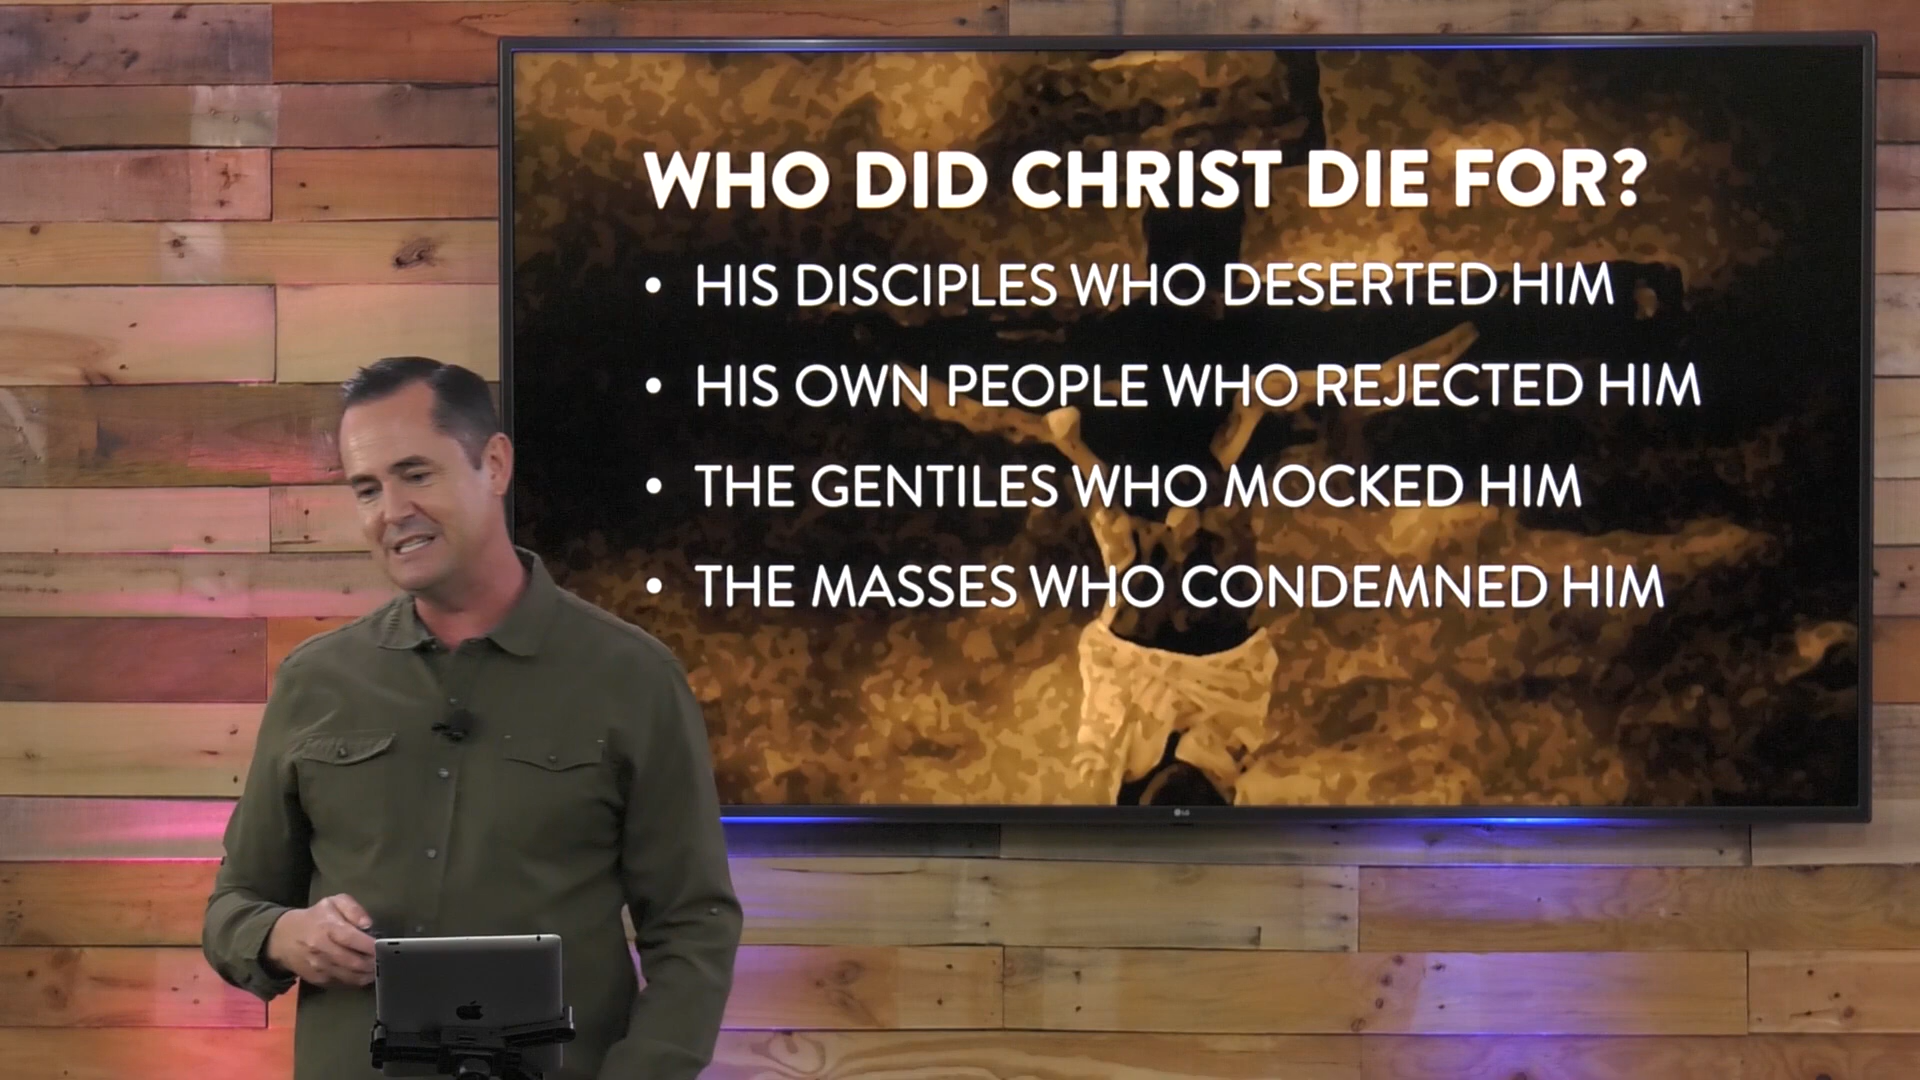 WHO DID CHRIST DIE FOR?
• HIS DISCIPLES WHO DESERTED HIM
• HIS OWN PEOPLE WHO REJECTED HIM
• THE GENTILES WHO MOCKED HIM
• THE MASSES WHO CONDEMNED HIM
LG